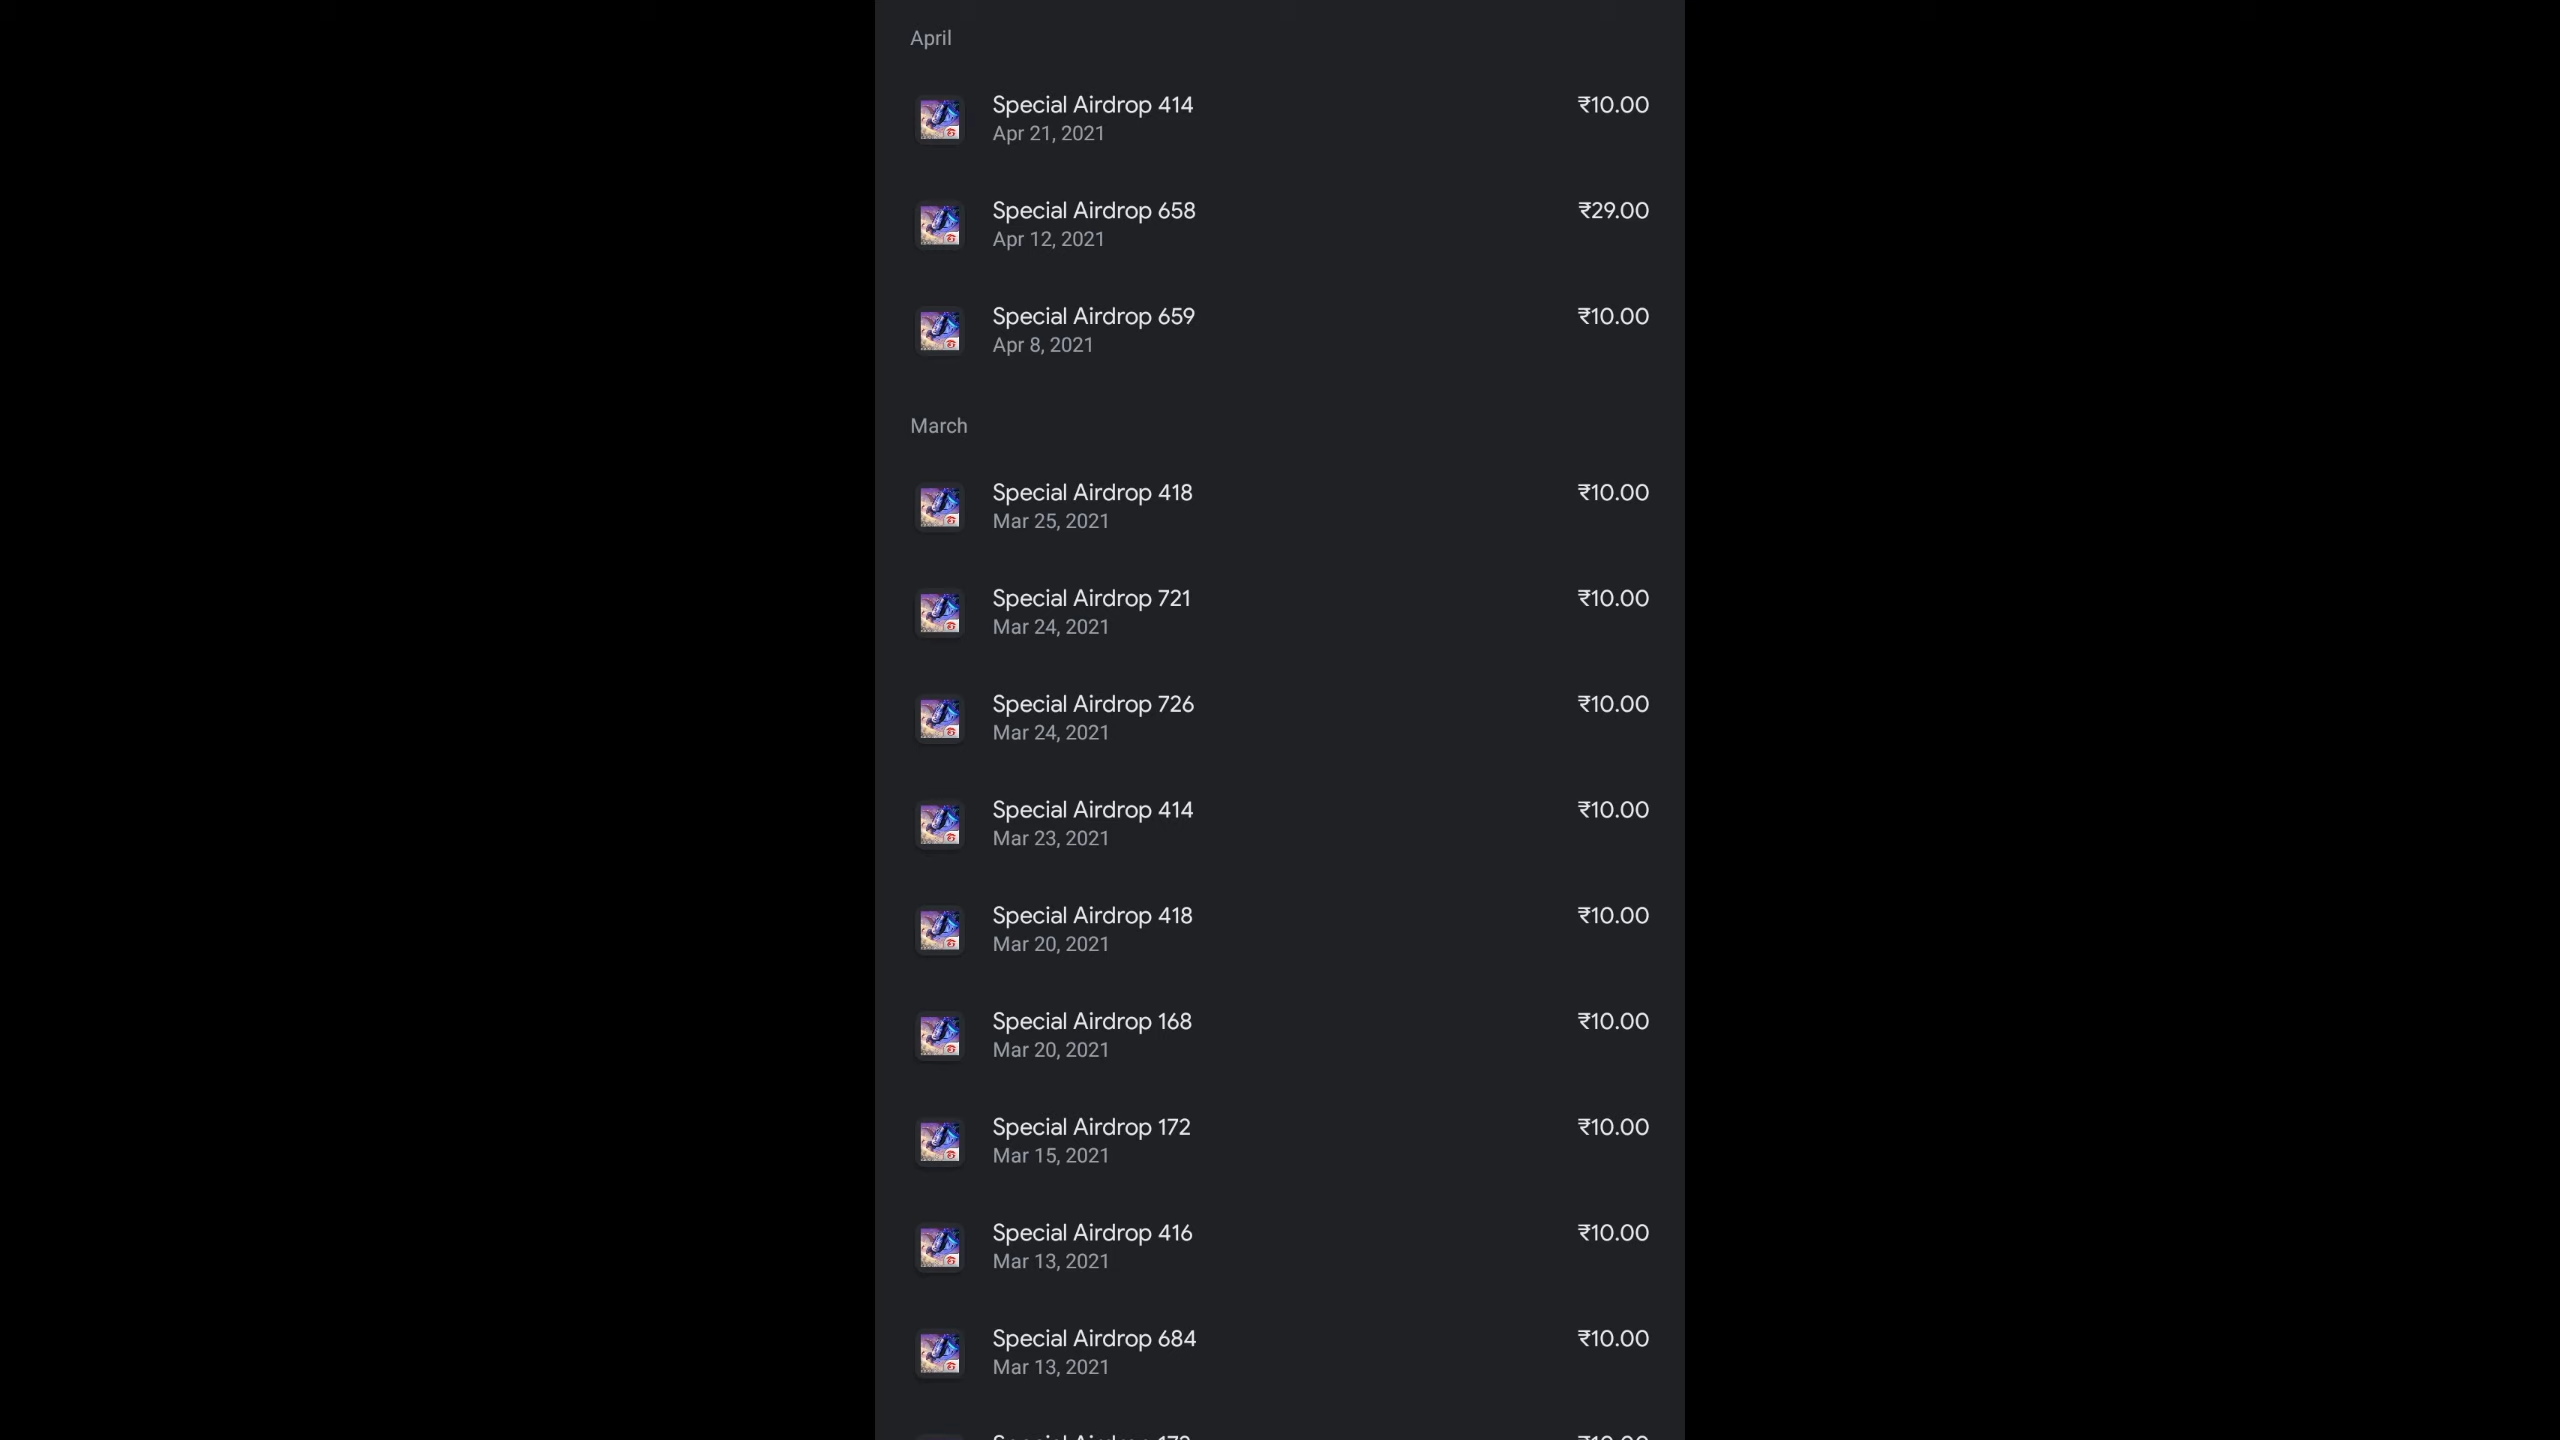 April
Special Airdrop 414 ₹10.00
Apr 21, 2021
Special Airdrop 658 ₹29.00
Apr 12, 2021
Special Airdrop 659 ₹10.00
Apr 8, 2021
March
Special Airdrop 418 ₹10.00
Mar 25, 2021
Special Airdrop 721 ₹10.00
Mar 24, 2021
Special Airdrop 726 ₹10.00
Mar 24, 2021
Special Airdrop 414 ₹10.00
Mar 23, 2021
Special Airdrop 418 ₹10.00
Mar 20, 2021
Special Airdrop 168 ₹10.00
Mar 20, 2021
Special Airdrop 172 ₹10.00
Mar 15, 2021
Special Airdrop 416 ₹10.00
Mar 13, 2021
Special Airdrop 684 ₹10.00
Mar 13, 2021